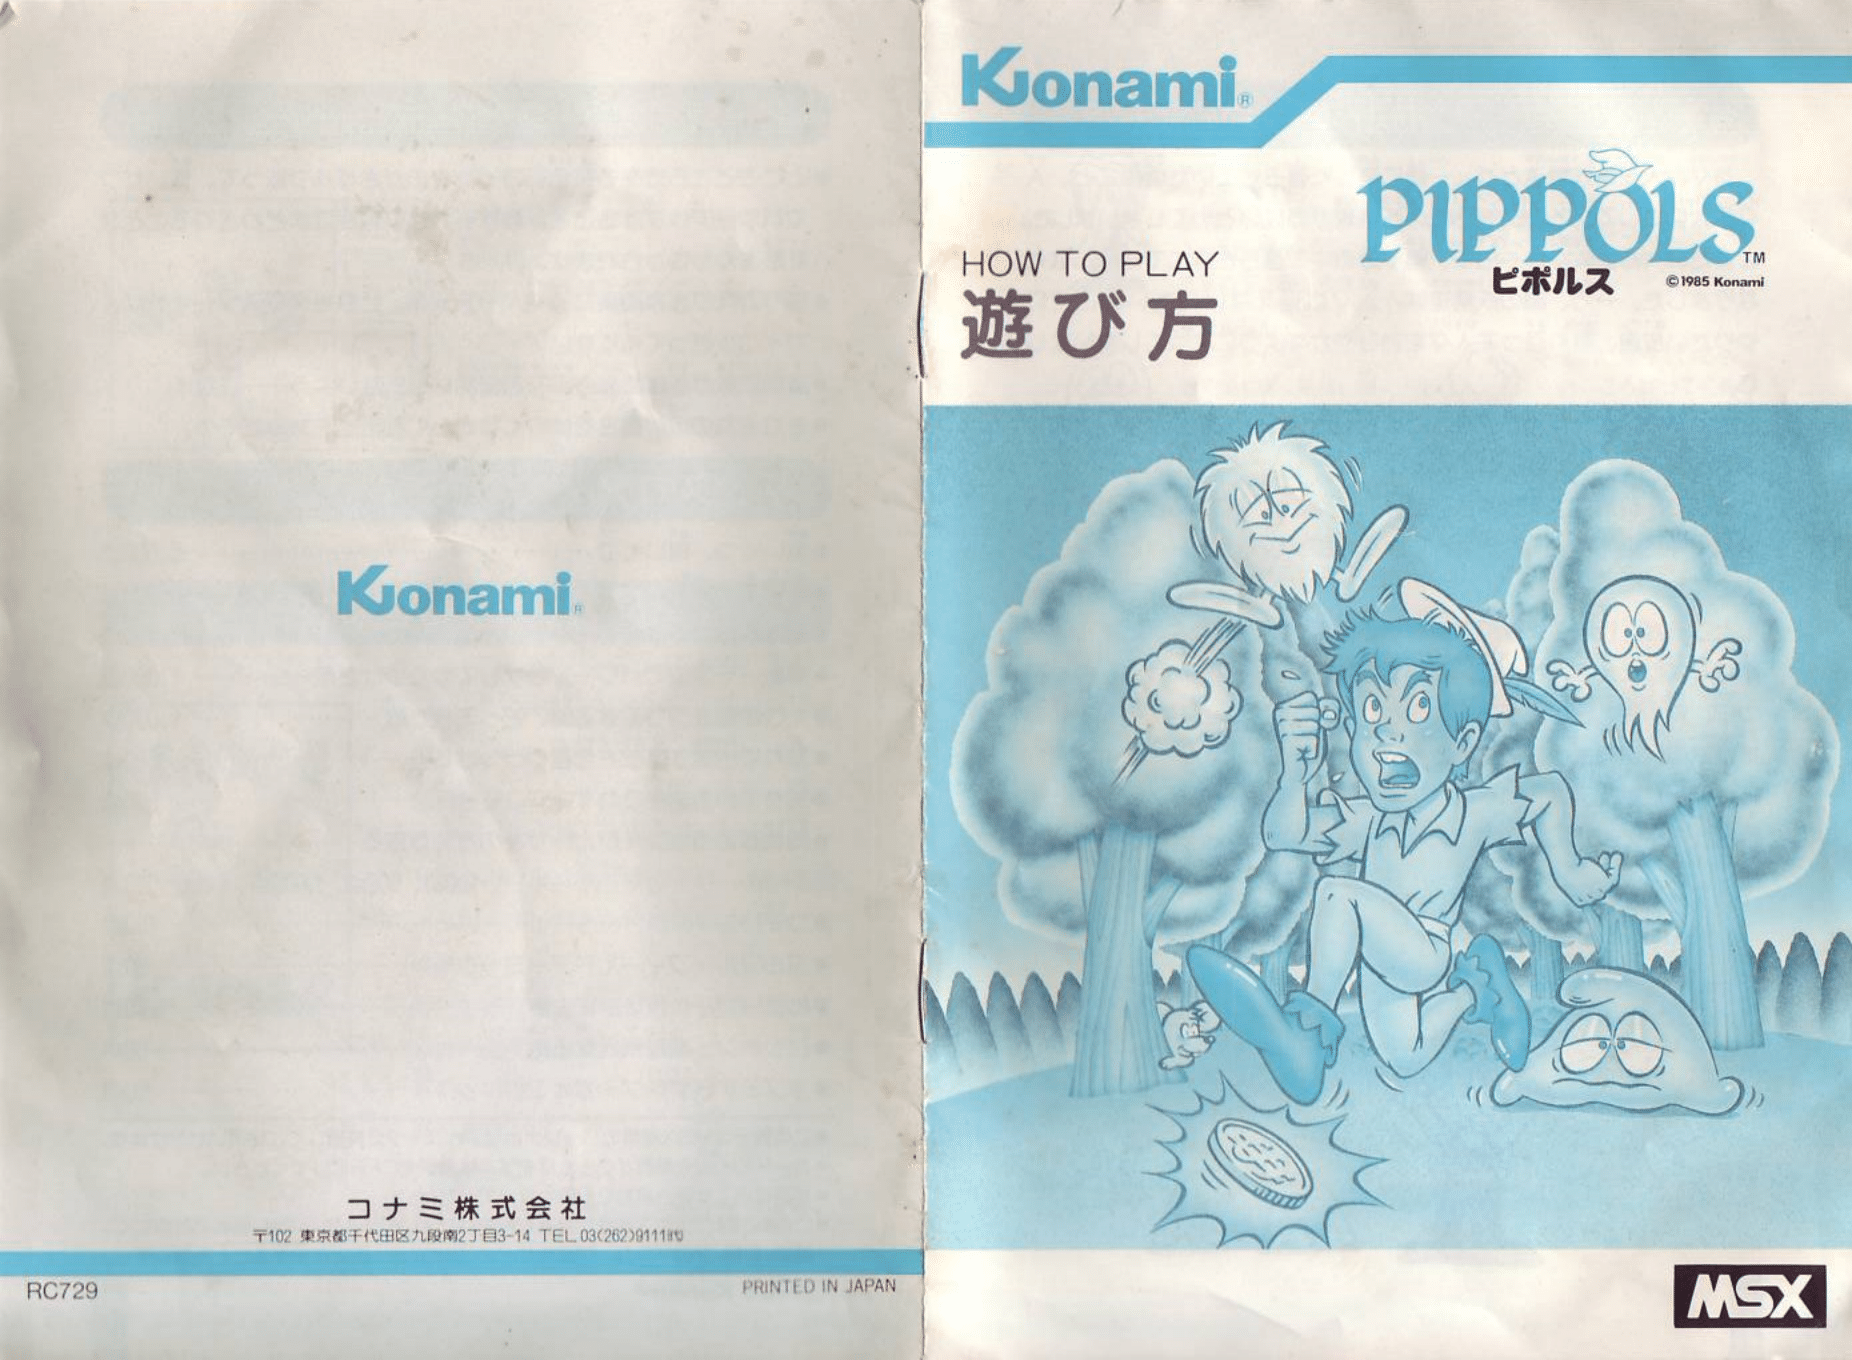 Konami®
コナミ株式会社
〒102 東京都千代田区九段南2丁目3-14 TEL.03(262)9111㈹
RC729
PRINTED IN JAPAN
Konami®
PIPPOLS™
ピポルス
©1985 Konami
HOW TO PLAY
遊び方
MSX